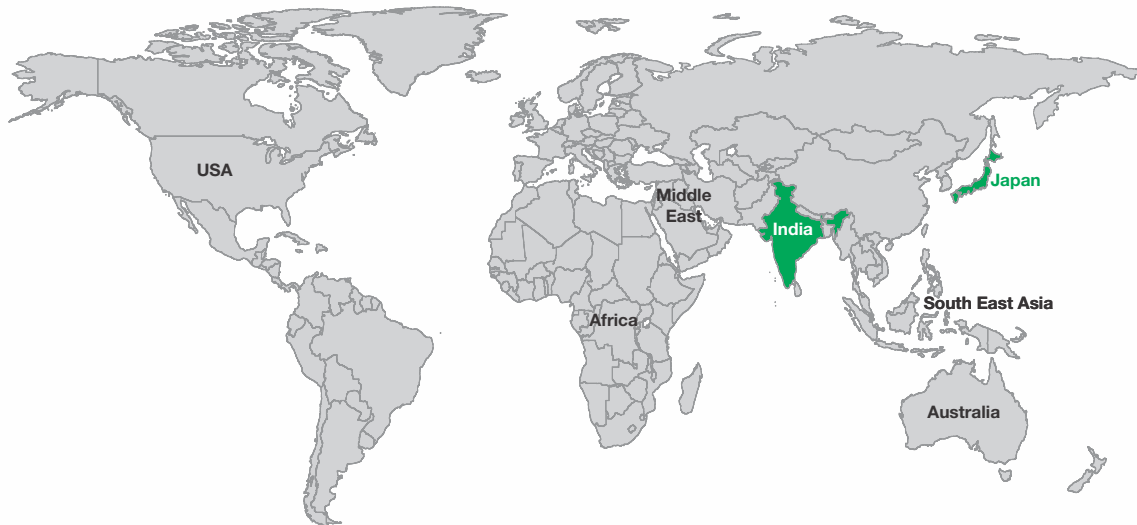 USA
Middle
East
Japan
India
South East Asia
Africa
Australia